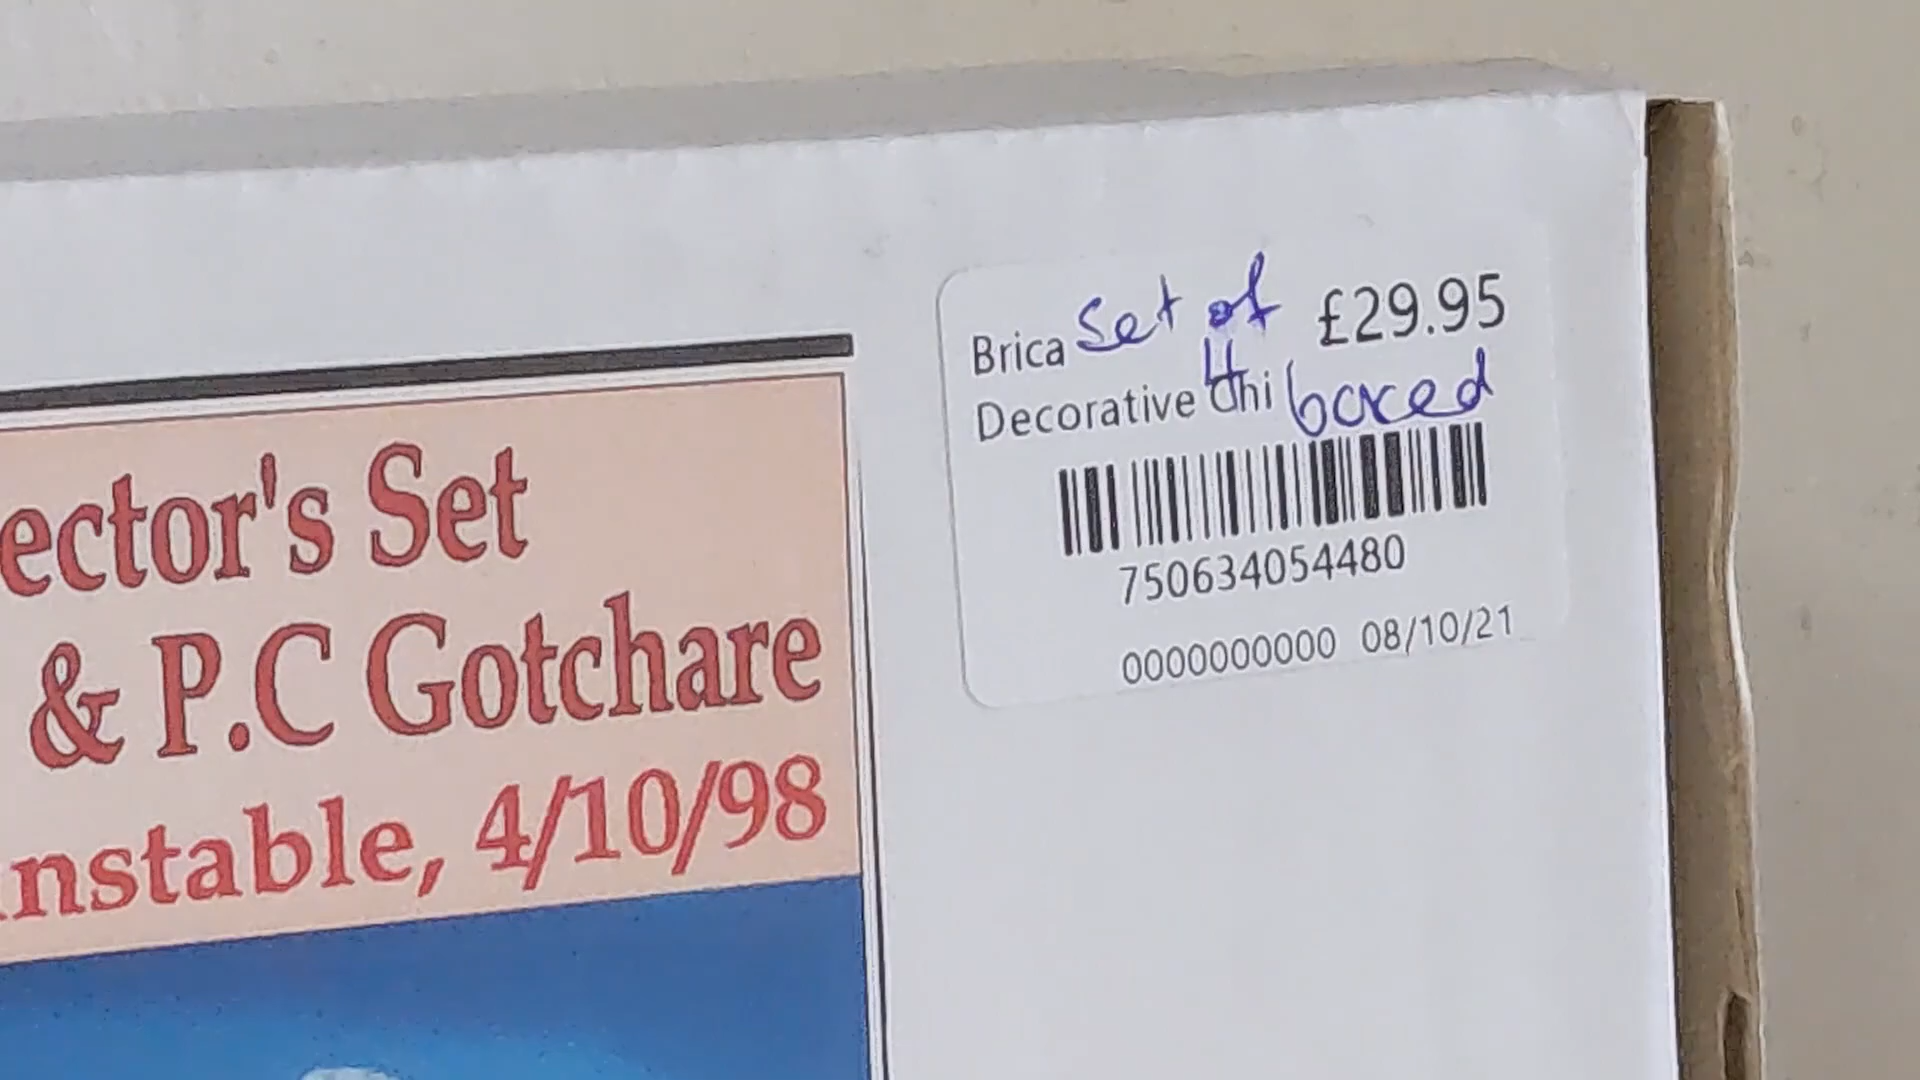 ector's Set
& P.C Gotchare
nstable, 4/10/98
Brica Set of £29.95
Decorative 4 boxed
750634054480
0000000000 08/10/21